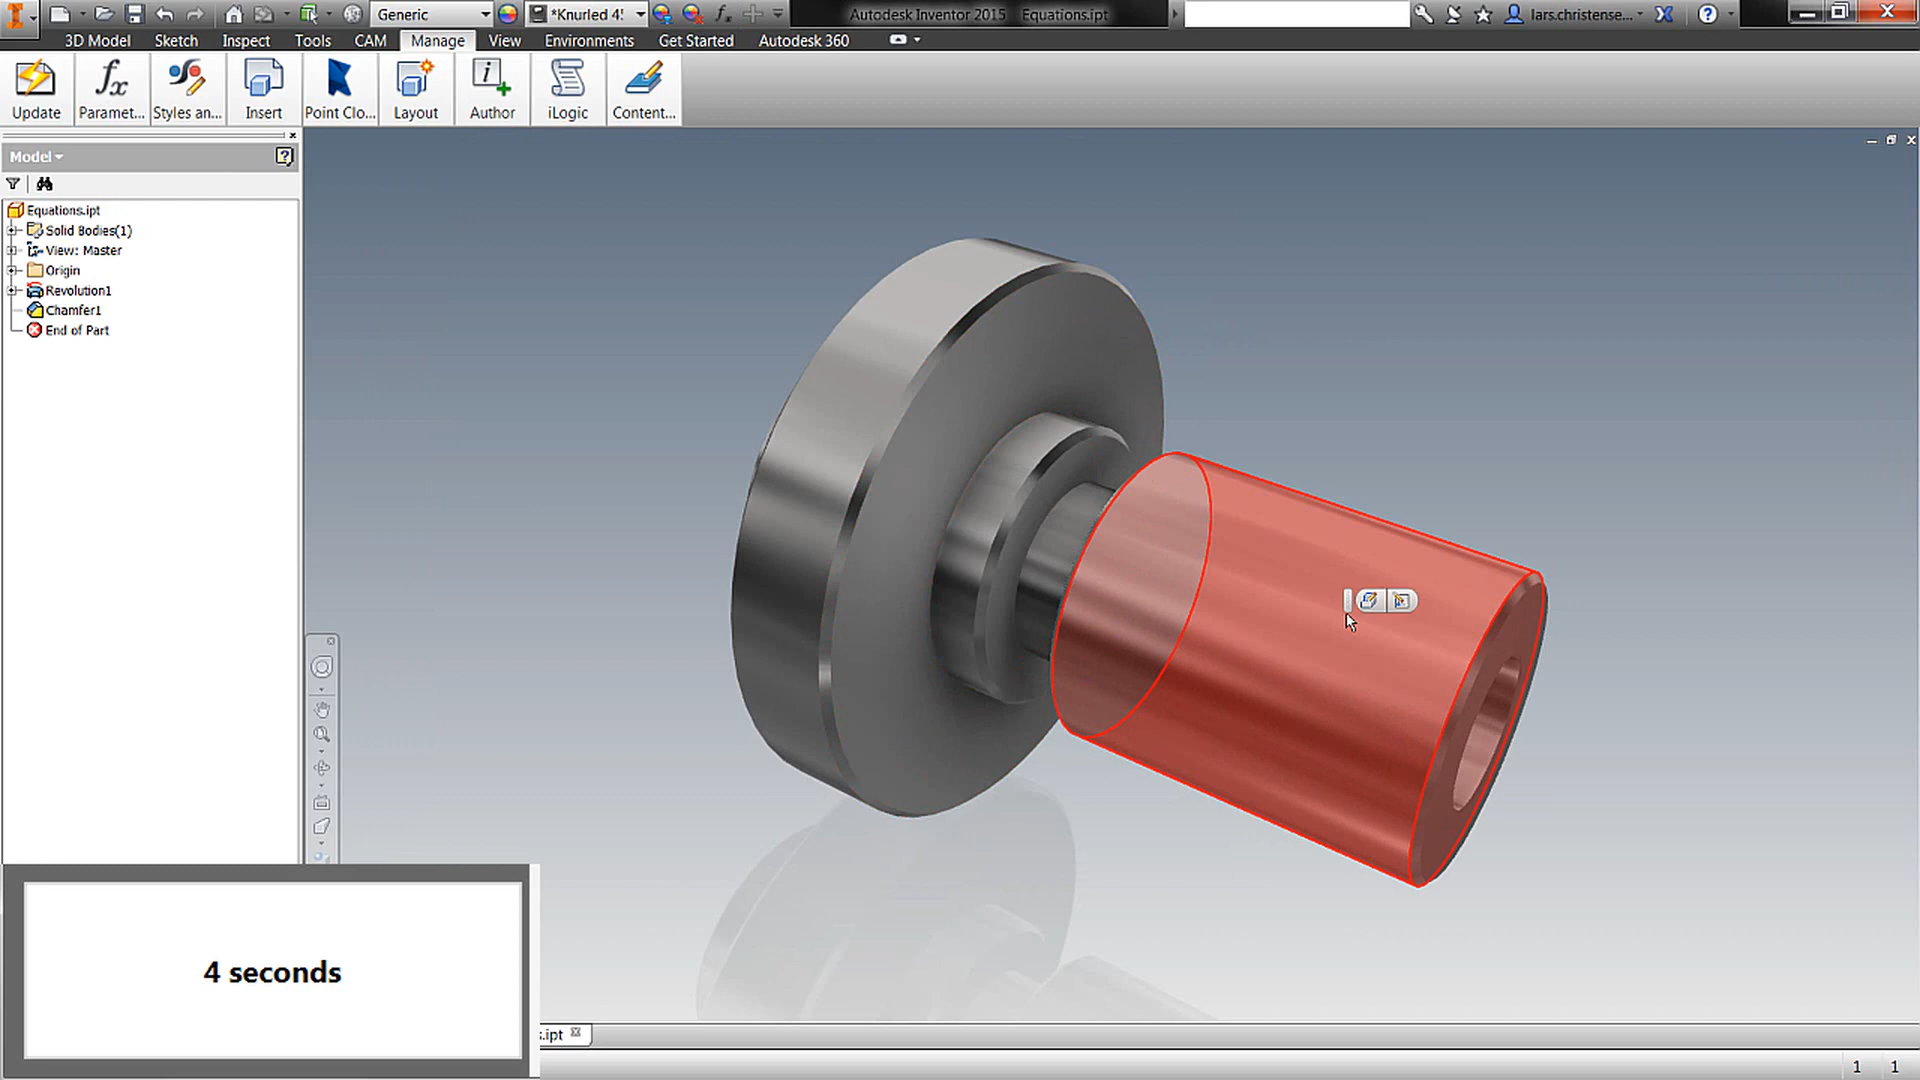 Generic
*Knurled 4!
Autodesk Inventor 2015 Equations.ipt
lars.christense...
3D Model Sketch Inspect Tools CAM Manage View Environments Get Started Autodesk 360
Update
Paramet...
Styles an...
Insert
Point Clo...
Layout
Author
iLogic
Content...
Model
Equations.ipt
Solid Bodies(1)
View: Master
Origin
Revolution1
Chamfer1
End of Part
4 seconds
s.ipt
1 1